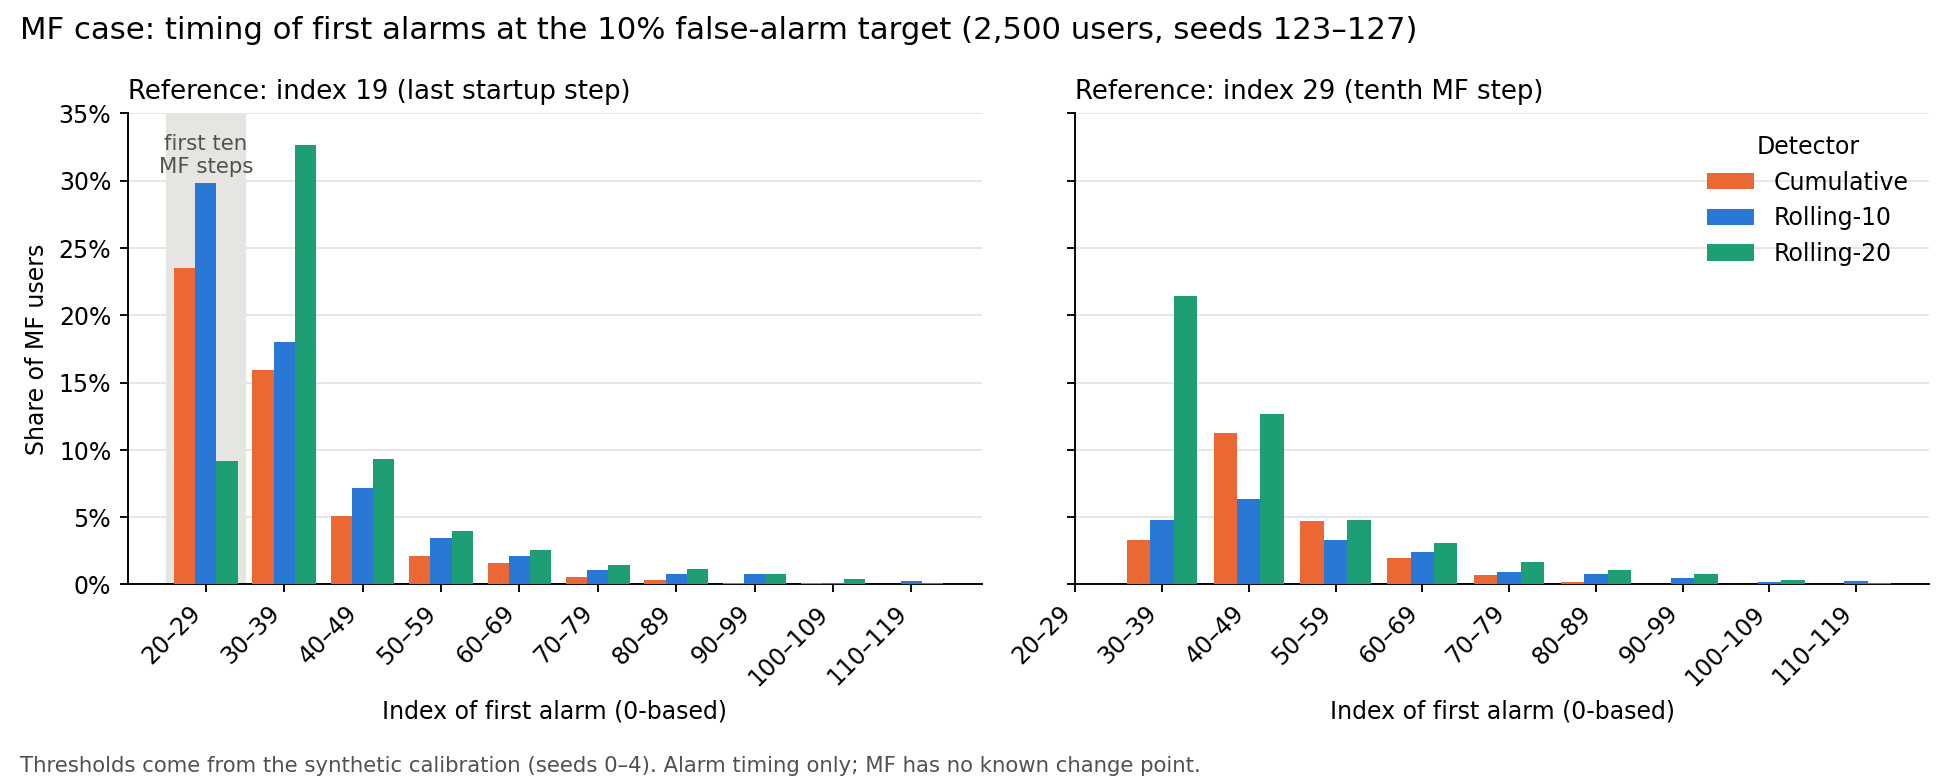 MF case: timing of first alarms at the 10% false-alarm target (2,500 users, seeds 123–127)
Reference: index 19 (last startup step)
35%
30%
25%
20%
15%
10%
5%
0%
Share of MF users
first ten
MF steps
20–29
30–39
40–49
50–59
60–69
70–79
80–89
90–99
100–109
110–119
Index of first alarm (0-based)
Reference: index 29 (tenth MF step)
Detector
Cumulative
Rolling-10
Rolling-20
20–29
30–39
40–49
50–59
60–69
70–79
80–89
90–99
100–109
110–119
Index of first alarm (0-based)
Thresholds come from the synthetic calibration (seeds 0–4). Alarm timing only; MF has no known change point.